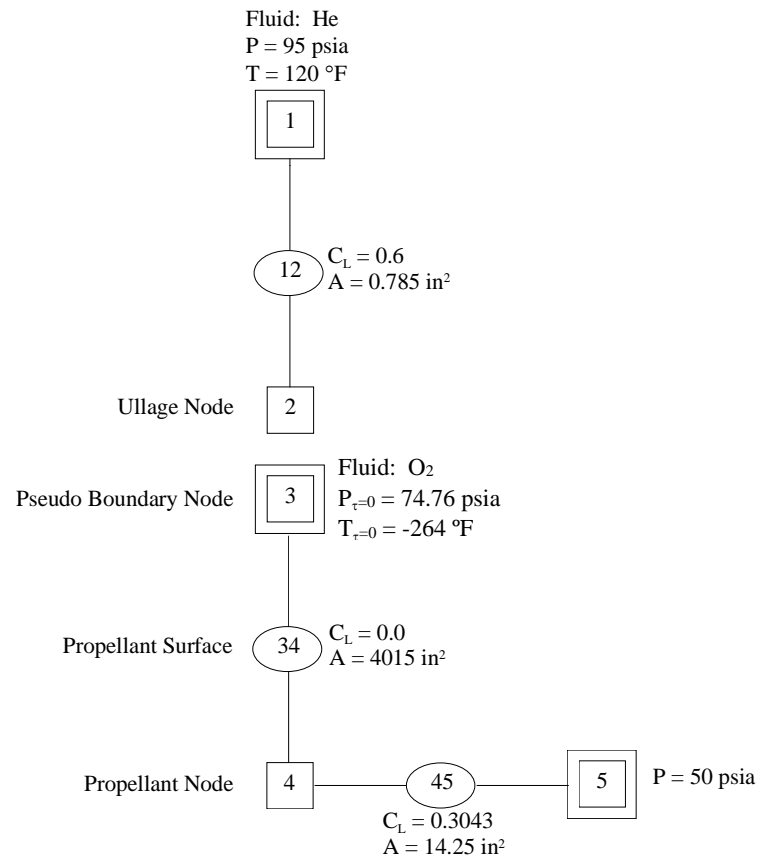 Fluid: He
P = 95 psia
T = 120 °F
1
12
C_L = 0.6
A = 0.785 in²
Ullage Node
2
Fluid: O₂
Pseudo Boundary Node
3
P_τ=0 = 74.76 psia
T_τ=0 = -264 ºF
Propellant Surface
34
C_L = 0.0
A = 4015 in²
Propellant Node
4
45
5
P = 50 psia
C_L = 0.3043
A = 14.25 in²